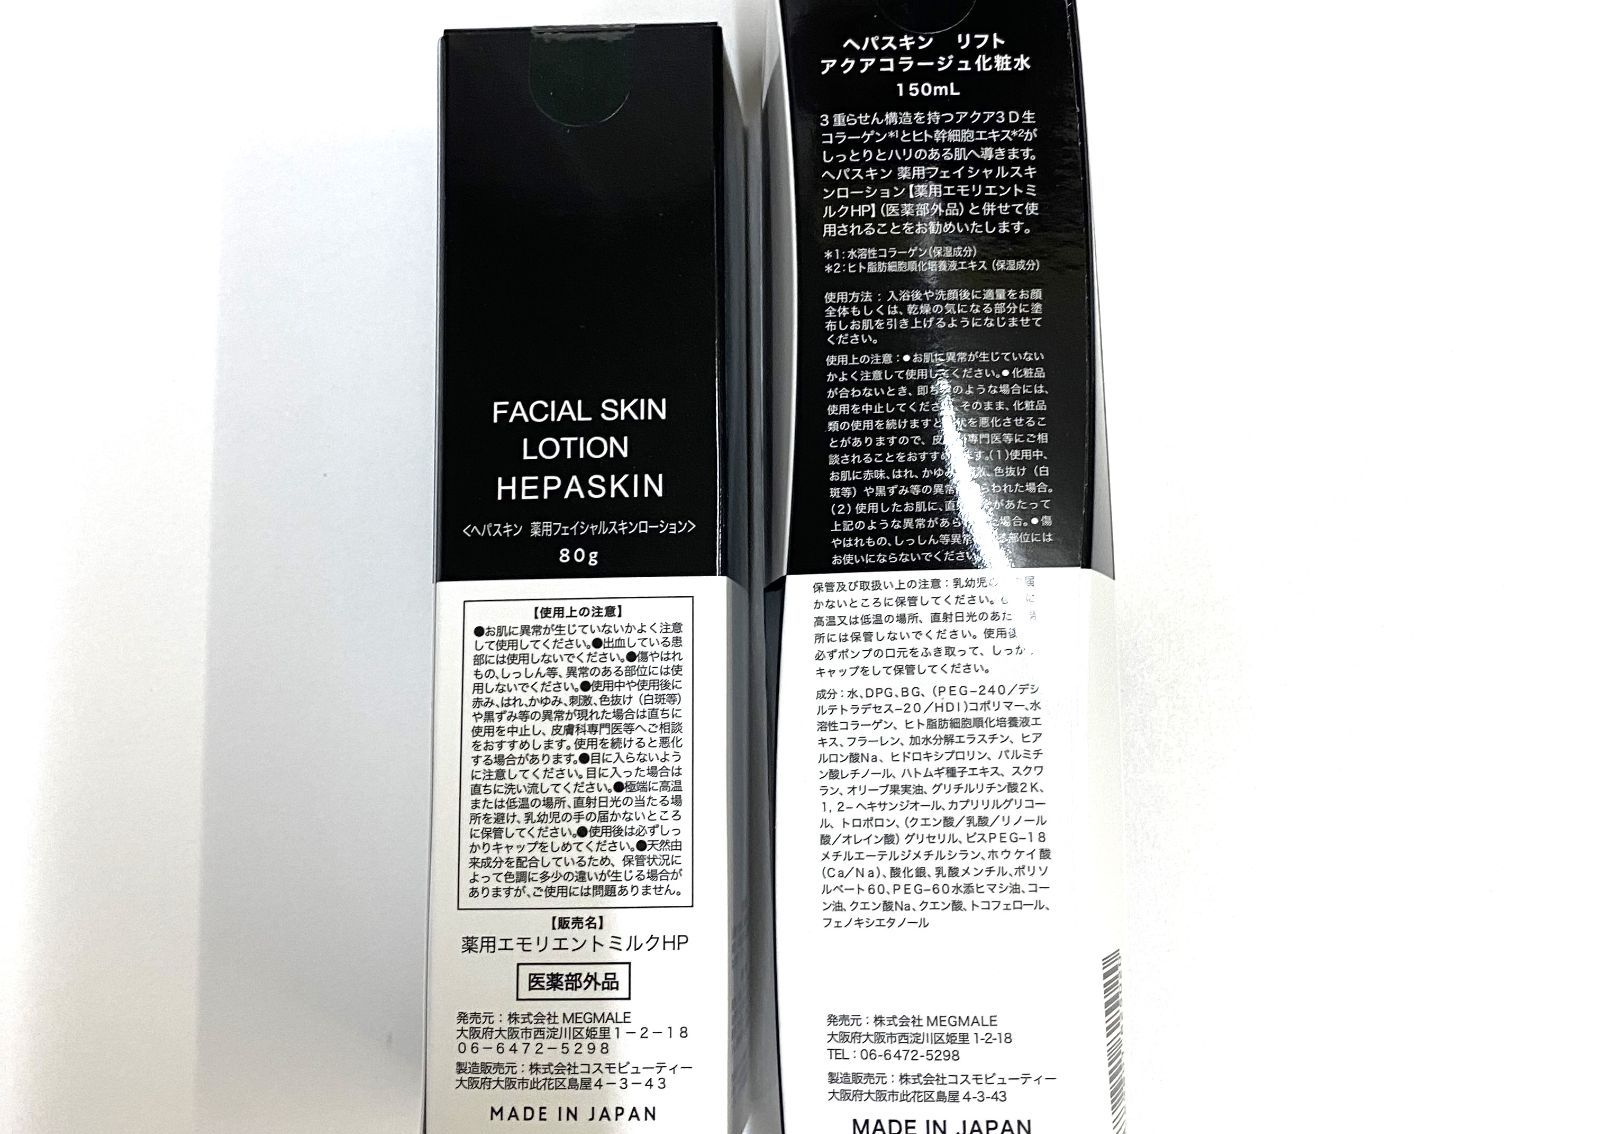 FACIAL SKIN
LOTION
HEPASKIN
<ヘパスキン 薬用フェイシャルスキンローション>
80g
【使用上の注意】
●お肌に異常が生じていないかよく注意
して使用してください。●出血している患
部には使用しないでください。●傷やはれ
もの、しっしん等、異常のある部位には使
用しないでください。●使用中や使用後に
赤み、はれ、かゆみ、刺激、色抜け（白斑等）
や黒ずみ等の異常が現れた場合は直ちに
使用を中止し、皮膚科専門医等へご相談
をおすすめします。使用を続けると悪化
する場合があります。●目に入らないよう
に注意してください。目に入った場合は
直ちに洗い流してください。●極端に高温
または低温の場所、直射日光の当たる場
所を避け、乳幼児の手の届かないところ
に保管してください。●使用後は必ずしっ
かりキャップをしめてください。●天然由
来成分を配合しているため、保管状況に
よって色調に多少の違いが生じる場合が
ありますが、ご使用には問題ありません。
【販売名】
薬用エモリエントミルクHP
医薬部外品
発売元：株式会社 MEGMALE
大阪府大阪市西淀川区姫里１−２−１８
０６−６４７２−５２９８
製造販売元：株式会社コスモビューティー
大阪府大阪市此花区島屋４−３−４３
MADE IN JAPAN
ヘパスキン リフト
アクアコラージュ化粧水
150mL
３重らせん構造を持つアクア３Ｄ生
コラーゲン*1とヒト幹細胞エキス*2が
しっとりとハリのある肌へ導きます。
ヘパスキン 薬用フェイシャルスキ
ンローション【薬用エモリエントミ
ルクHP】（医薬部外品）と併せて使
用されることをお勧めいたします。
＊1：水溶性コラーゲン（保湿成分）
＊2：ヒト脂肪細胞順化培養液エキス（保湿成分）
使用方法：入浴後や洗顔後に適量をお顔
全体もしくは、乾燥の気になる部分に塗
布しお肌を引き上げるようになじませて
ください。
使用上の注意：●お肌に異常が生じていない
かよく注意して使用してください。●化粧品
が合わないとき、即ち のような場合には、
使用を中止してくださ 、そのまま、化粧品
類の使用を続けますと を悪化させるこ
とがありますので、皮 専門医等にご相
談されることをおすすめ す。（1）使用中、
お肌に赤味、はれ、かゆみ 、色抜け（白
斑等）や黒ずみ等の異常 らわれた場合。
（2）使用したお肌に、直 があたって
上記のような異常があら 場合。●傷
やはれもの、しっしん等異常 部位には
お使いにならないでください
保管及び取扱い上の注意：乳幼児の 届
かないところに保管してください。
高温又は低温の場所、直射日光のあた
所には保管しないでください。使用後
必ずポンプの口元をふき取って、しっか
キャップをして保管してください。
成分：水、DPG、BG、（PEG−240／デシ
ルテトラデセス−20／HDI）コポリマー、水
溶性コラーゲン、ヒト脂肪細胞順化培養液エ
キス、フラーレン、加水分解エラスチン、ヒア
ルロン酸Na、ヒドロキシプロリン、パルミチ
ン酸レチノール、ハトムギ種子エキス、スクワ
ラン、オリーブ果実油、グリチルリチン酸２Ｋ、
1，2−ヘキサンジオール、カプリリルグリコー
ル、トロポロン、（クエン酸／乳酸／リノール
酸／オレイン酸）グリセリル、ビスPEG−18
メチルエーテルジメチルシラン、ホウケイ酸
（Ca／Na）、酸化銀、乳酸メンチル、ポリソ
ルベート60、PEG−60水添ヒマシ油、コー
ン油、クエン酸Na、クエン酸、トコフェロール、
フェノキシエタノール
発売元：株式会社 MEGMALE
大阪府大阪市西淀川区姫里 1-2-18
TEL：06-6472-5298
製造販売元：株式会社コスモビューティー
大阪府大阪市此花区島屋 4-3-43
MADE IN JAPAN